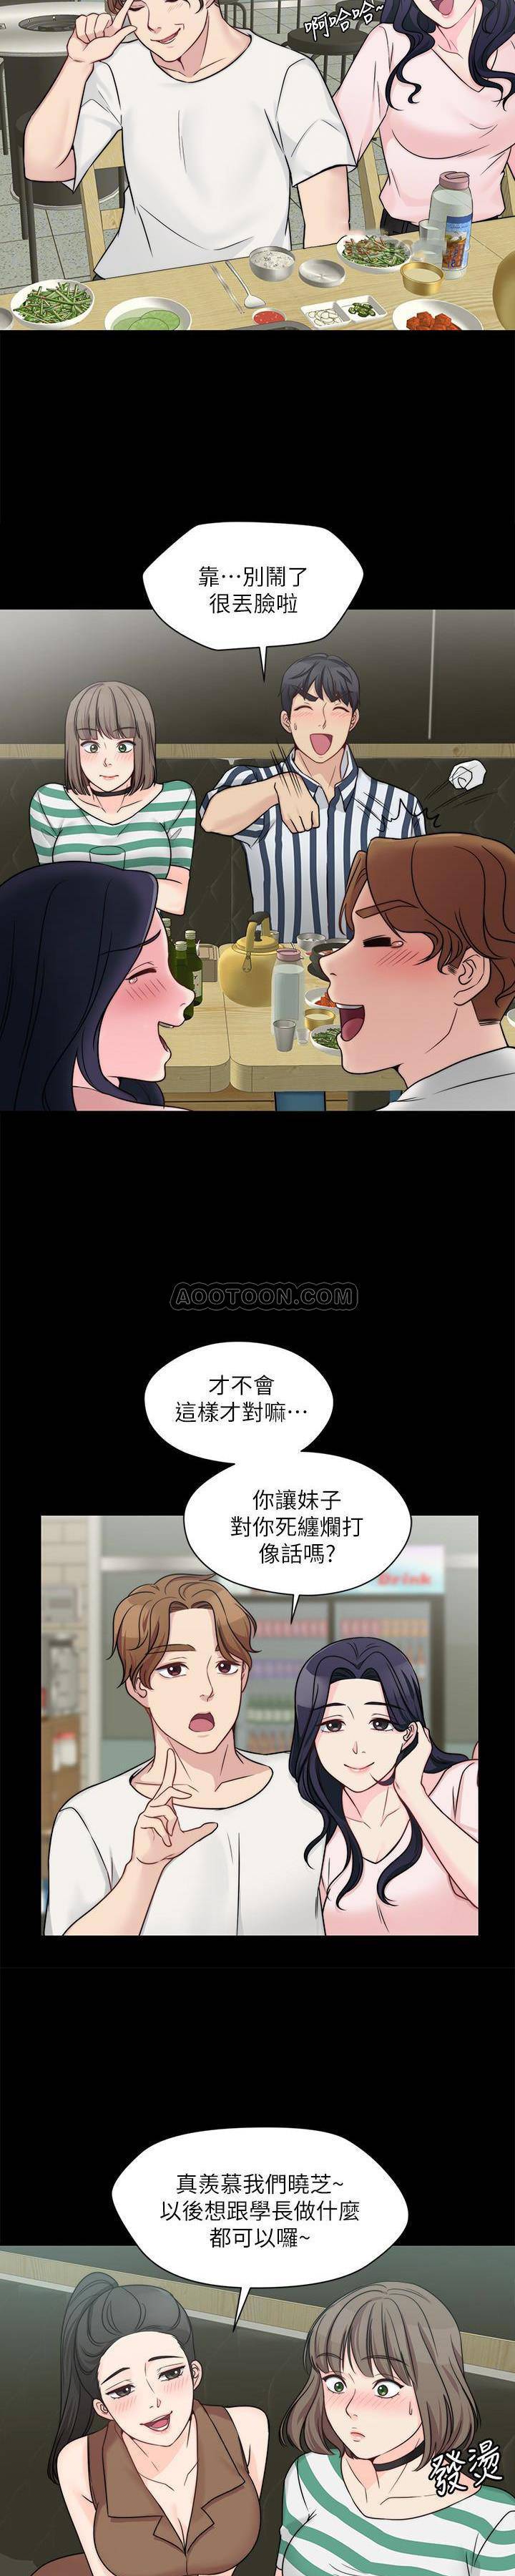 啊哈哈~
靠…別鬧了
很丟臉啦
AOOTOON.COM
才不會
這樣才對嘛…
你讓妹子
對你死纏爛打
像話嗎?
Drink
真羨慕我們曉芝~
以後想跟學長做什麼
都可以囉~
發燙